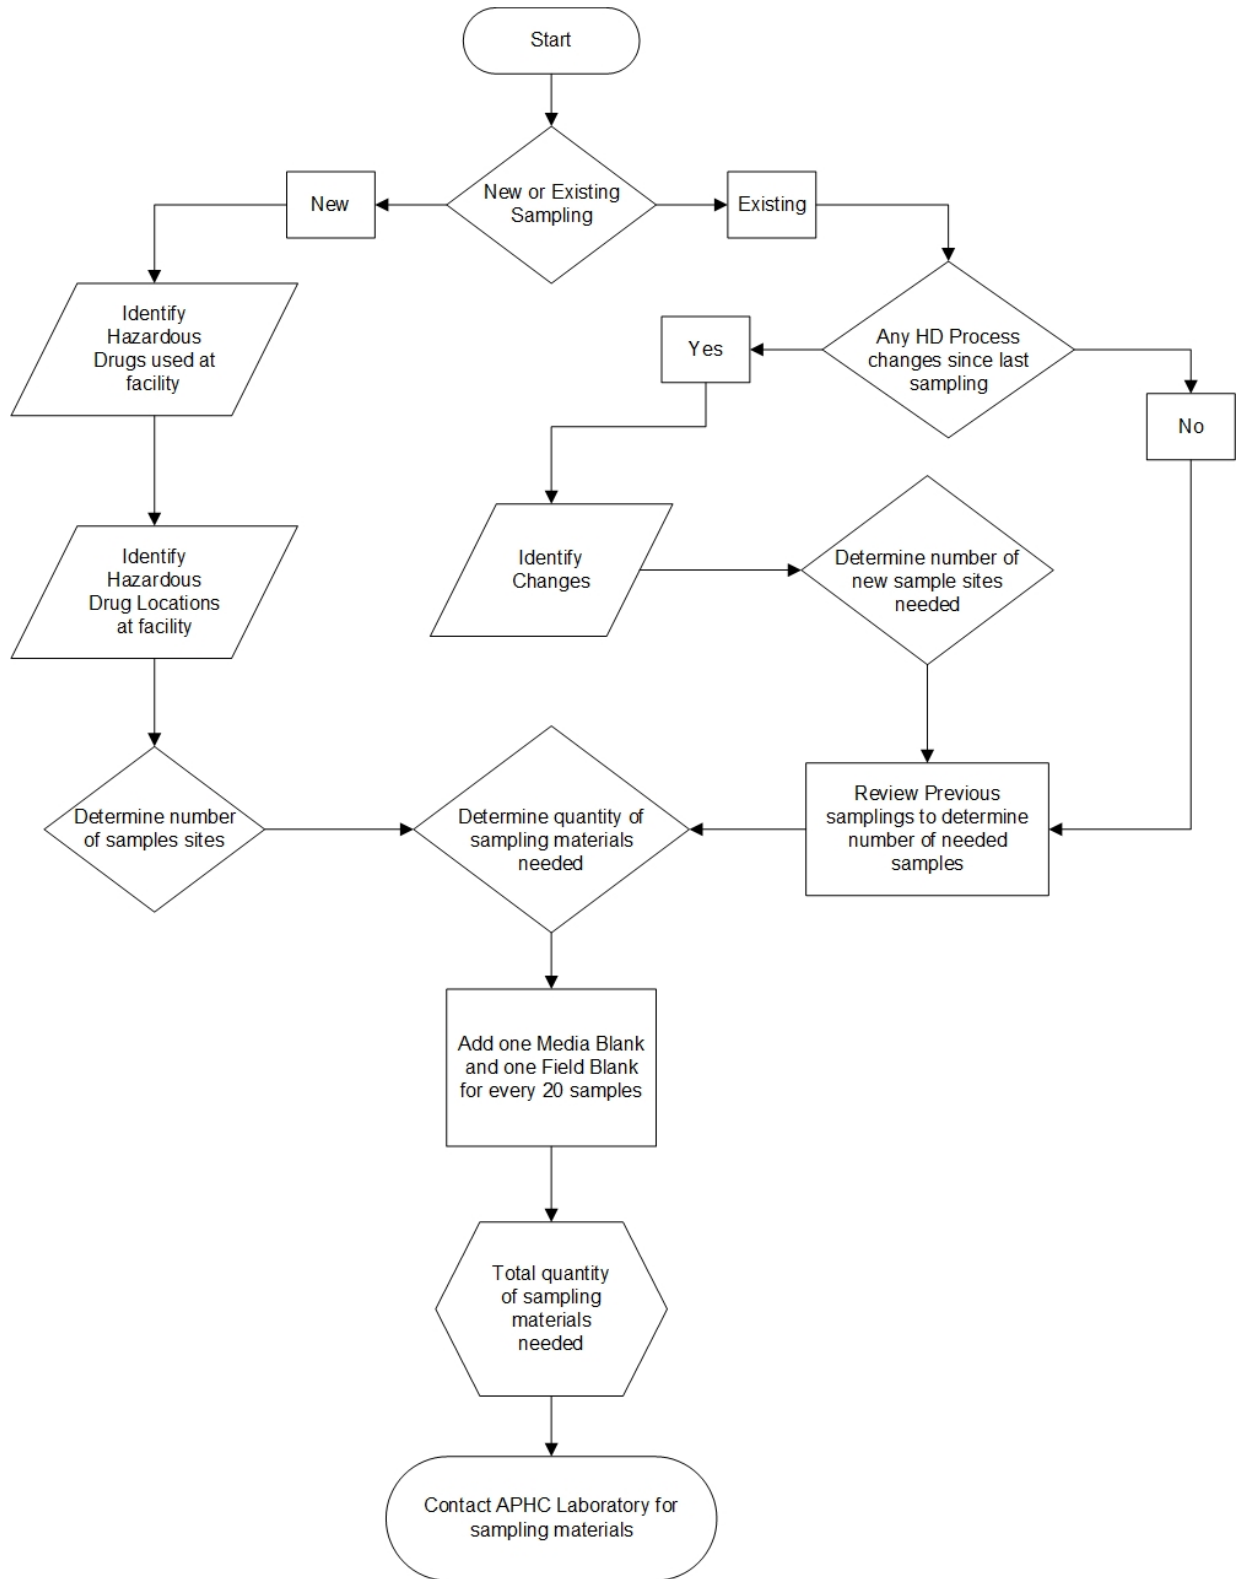 Start
New or Existing
Sampling
New
Existing
Identify
Hazardous
Drugs used at
facility
Any HD Process
changes since last
sampling
Yes
No
Identify
Changes
Determine number of
new sample sites
needed
Identify
Hazardous
Drug Locations
at facility
Determine number
of samples sites
Determine quantity of
sampling materials
needed
Review Previous
samplings to determine
number of needed
samples
Add one Media Blank
and one Field Blank
for every 20 samples
Total quantity
of sampling
materials
needed
Contact APHC Laboratory for
sampling materials